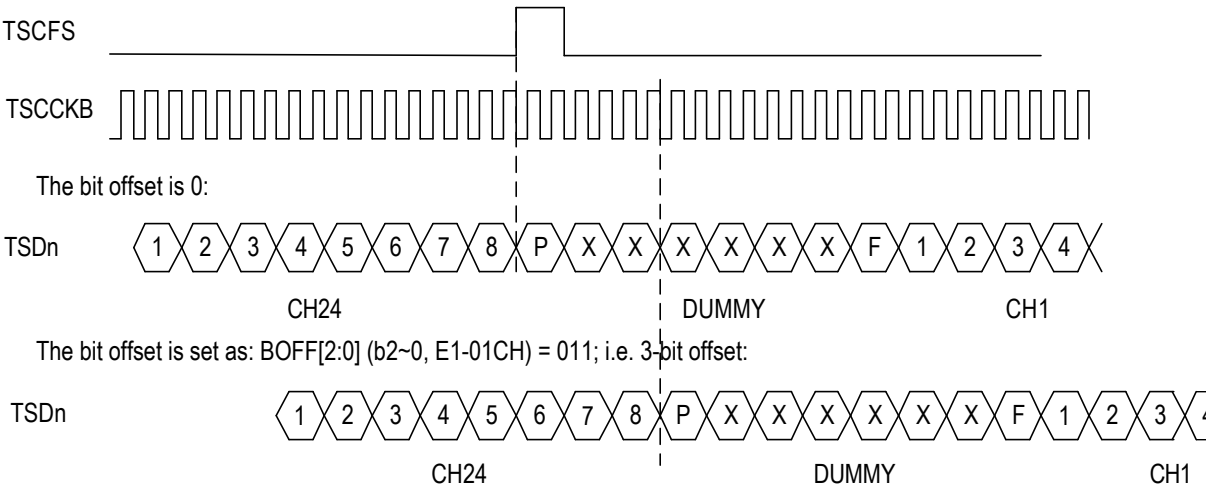 TSCFS
TSCCKB
The bit offset is 0:
TSDn 1 2 3 4 5 6 7 8 P X X X X X X F 1 2 3 4
CH24 DUMMY CH1
The bit offset is set as: BOFF[2:0] (b2~0, E1-01CH) = 011; i.e. 3-bit offset:
TSDn 1 2 3 4 5 6 7 8 P X X X X X X F 1 2 3 4
CH24 DUMMY CH1